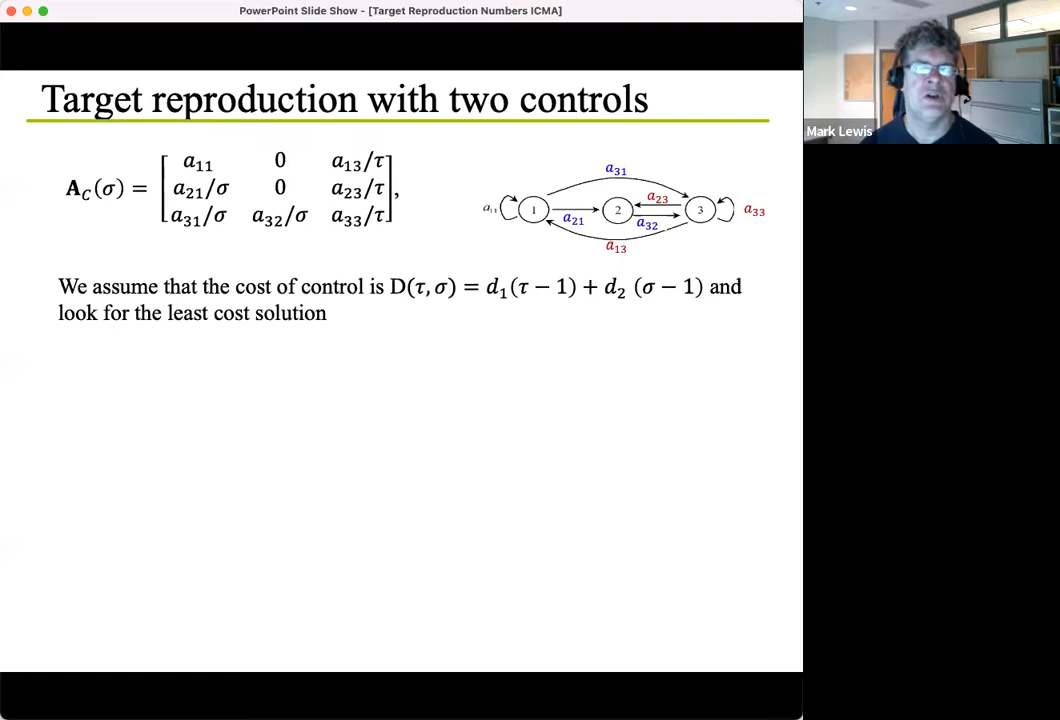 PowerPoint Slide Show - [Target Reproduction Numbers ICMA]
Mark Lewis
Target reproduction with two controls
a₁₁ 0 a₁₃/τ
A_C(σ) = a₂₁/σ 0 a₂₃/τ ,
a₃₁/σ a₃₂/σ a₃₃/τ
a₃₁
a₁₁ 1 a₂₁ 2 a₂₃ a₃₂ 3 a₃₃
a₁₃
We assume that the cost of control is D(τ, σ) = d₁(τ − 1) + d₂ (σ − 1) and
look for the least cost solution